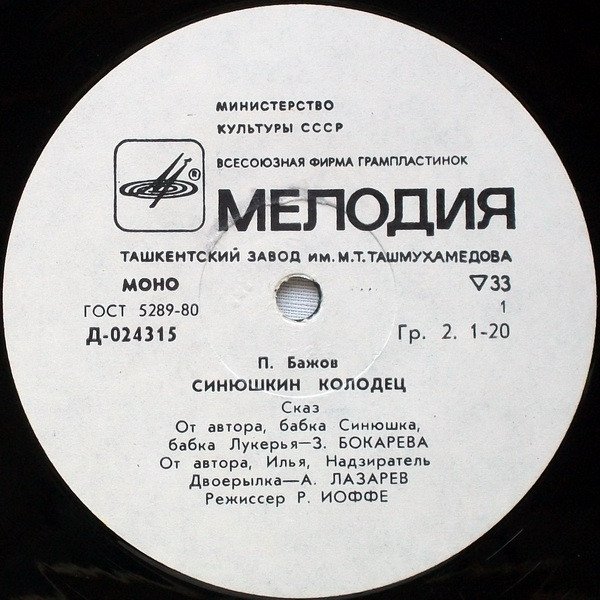 МИНИСТЕРСТВО
КУЛЬТУРЫ СССР
ВСЕСОЮЗНАЯ ФИРМА ГРАМПЛАСТИНОК
®
МЕЛОДИЯ
ТАШКЕНТСКИЙ ЗАВОД ИМ. М.Т.ТАШМУХАМЕДОВА
МОНО
▽33
ГОСТ 5289-80
1
Д-024315
Гр. 2. 1-20
П. Бажов
СИНЮШКИН КОЛОДЕЦ
Сказ
От автора, бабка Синюшка,
бабка Лукерья—З. БОКАРЕВА
От автора, Илья, Надзиратель
Двоерылка—А. ЛАЗАРЕВ
Режиссер Р. ИОФФЕ